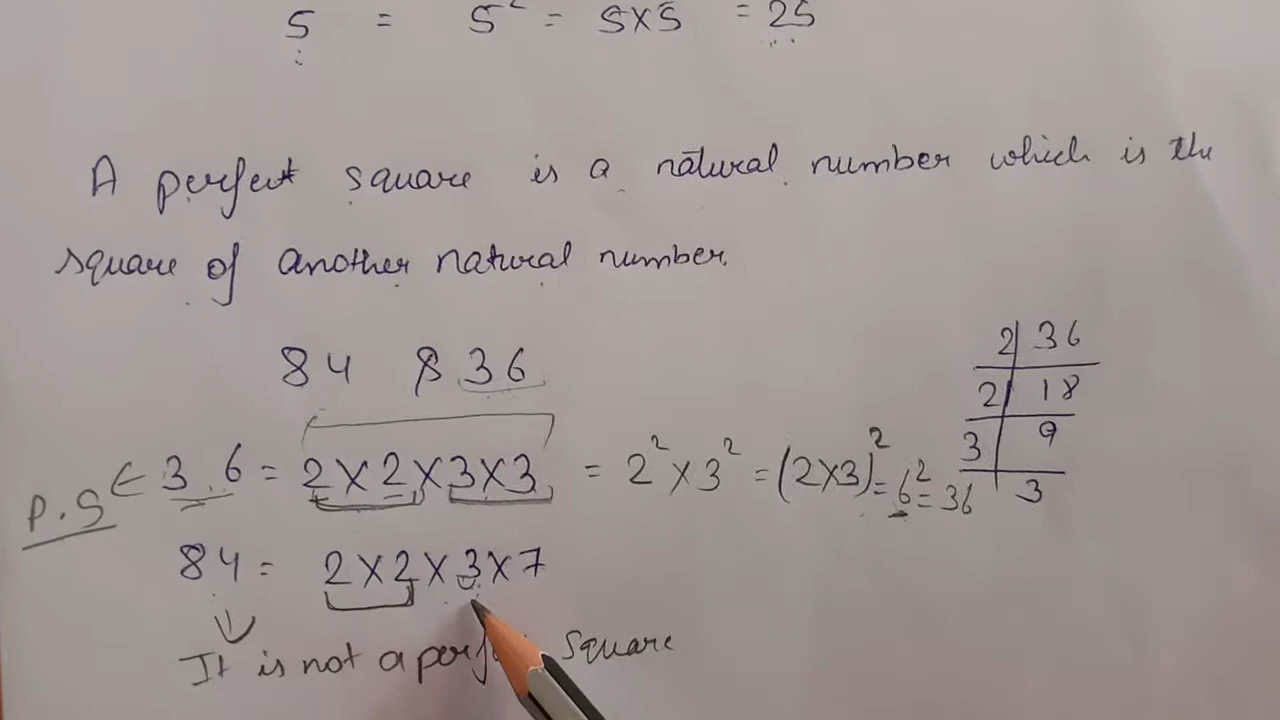 5 = 5² = 5×5 = 25
A perfect square is a natural number which is the
square of another natural number.
84 8 36
P.S ← 36 = 2×2×3×3 = 2²×3² = (2×3)² = 6² = 36
2 | 36
2 | 18
3 | 9
3
84 = 2×2×3×7
It is not a square